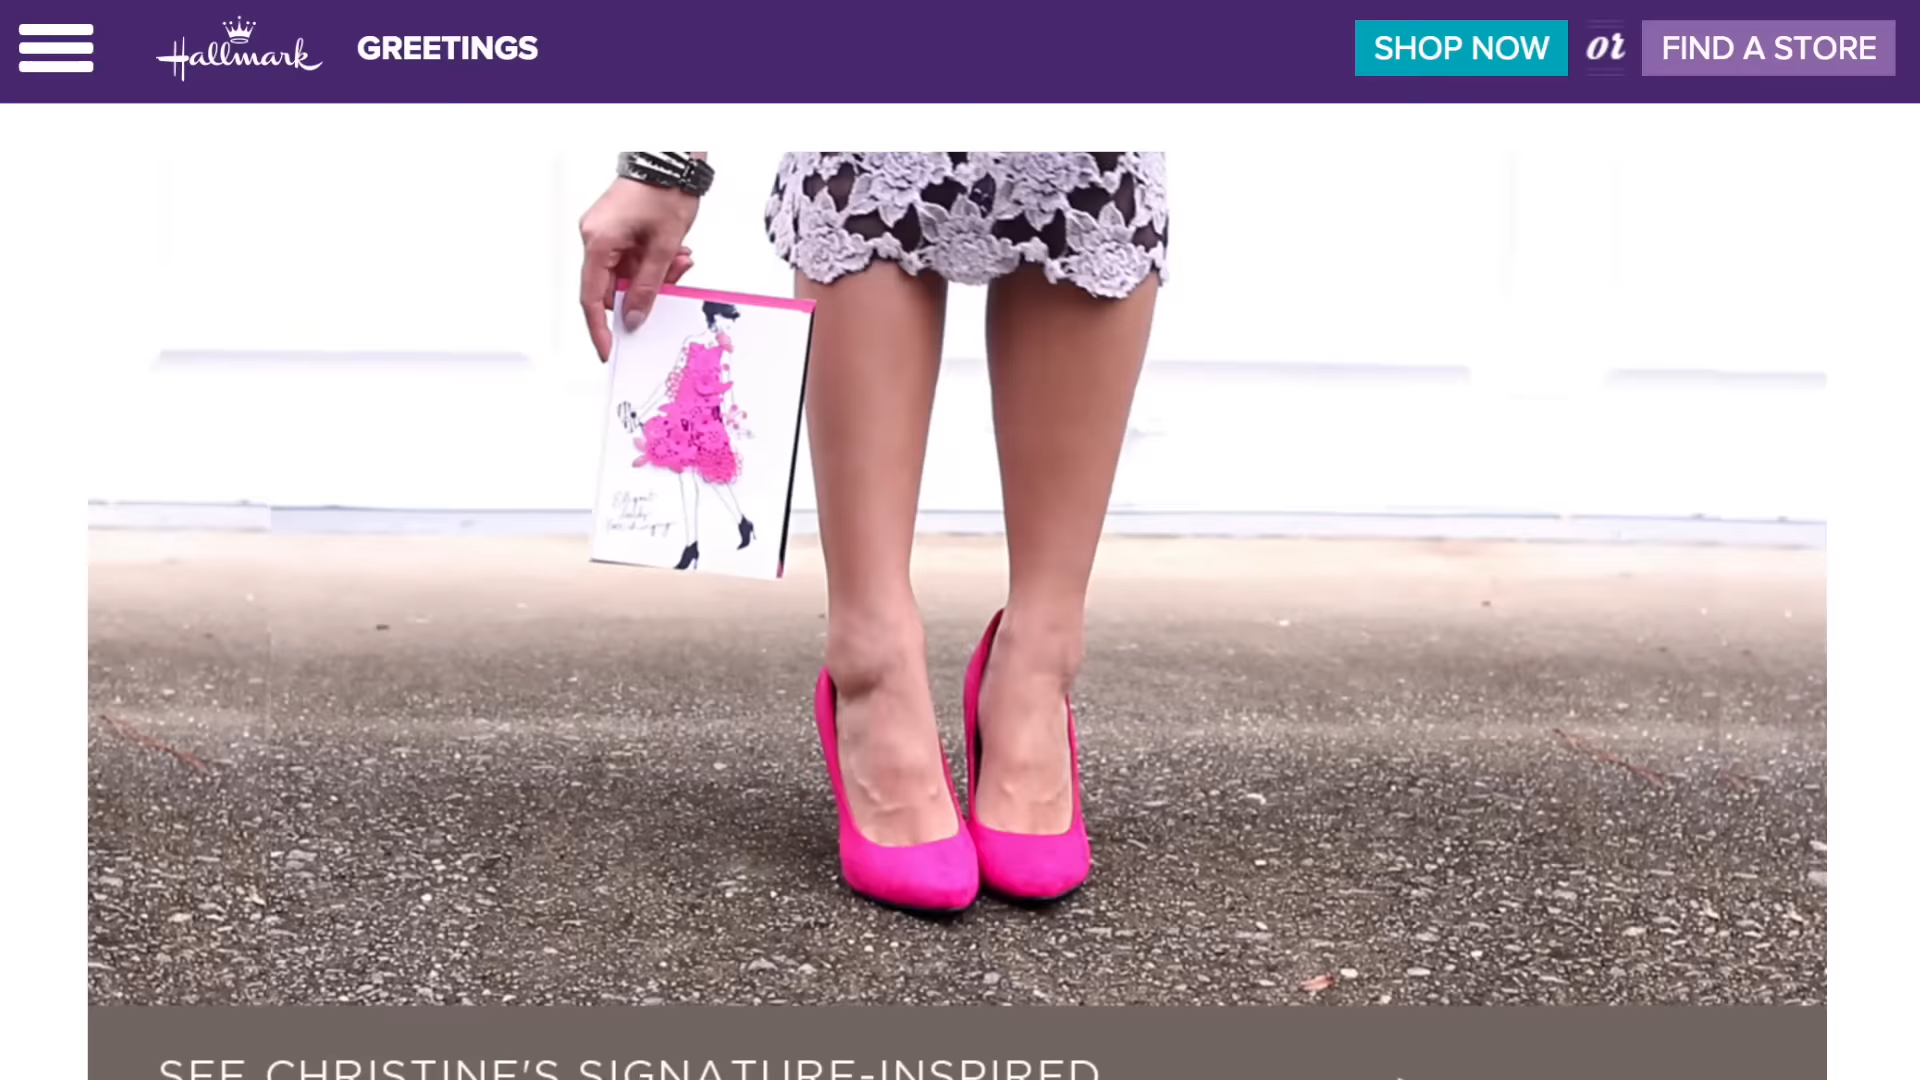 Hallmark GREETINGS SHOP NOW or FIND A STORE
SEE CHRISTINE'S SIGNATURE-INSPIRED